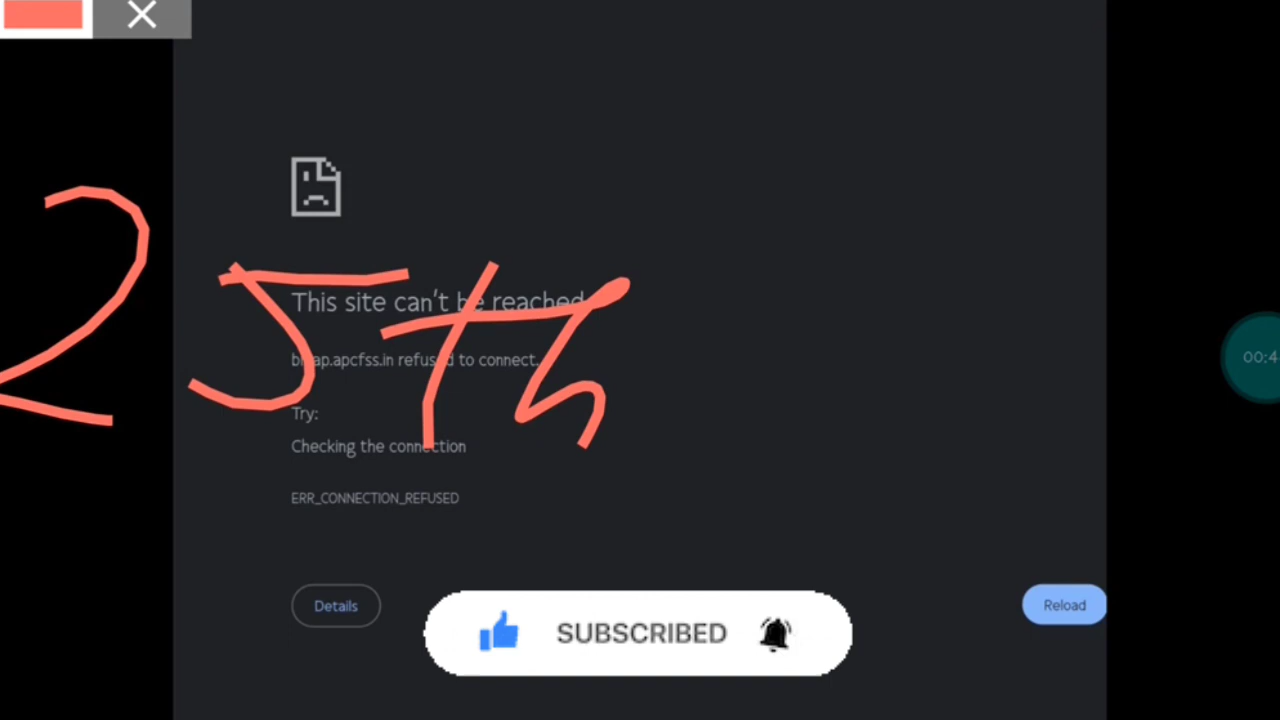 25th
This site can't be reached
refused to connect.
Try:
Checking the connection
ERR_CONNECTION_REFUSED
Details
Reload
SUBSCRIBED